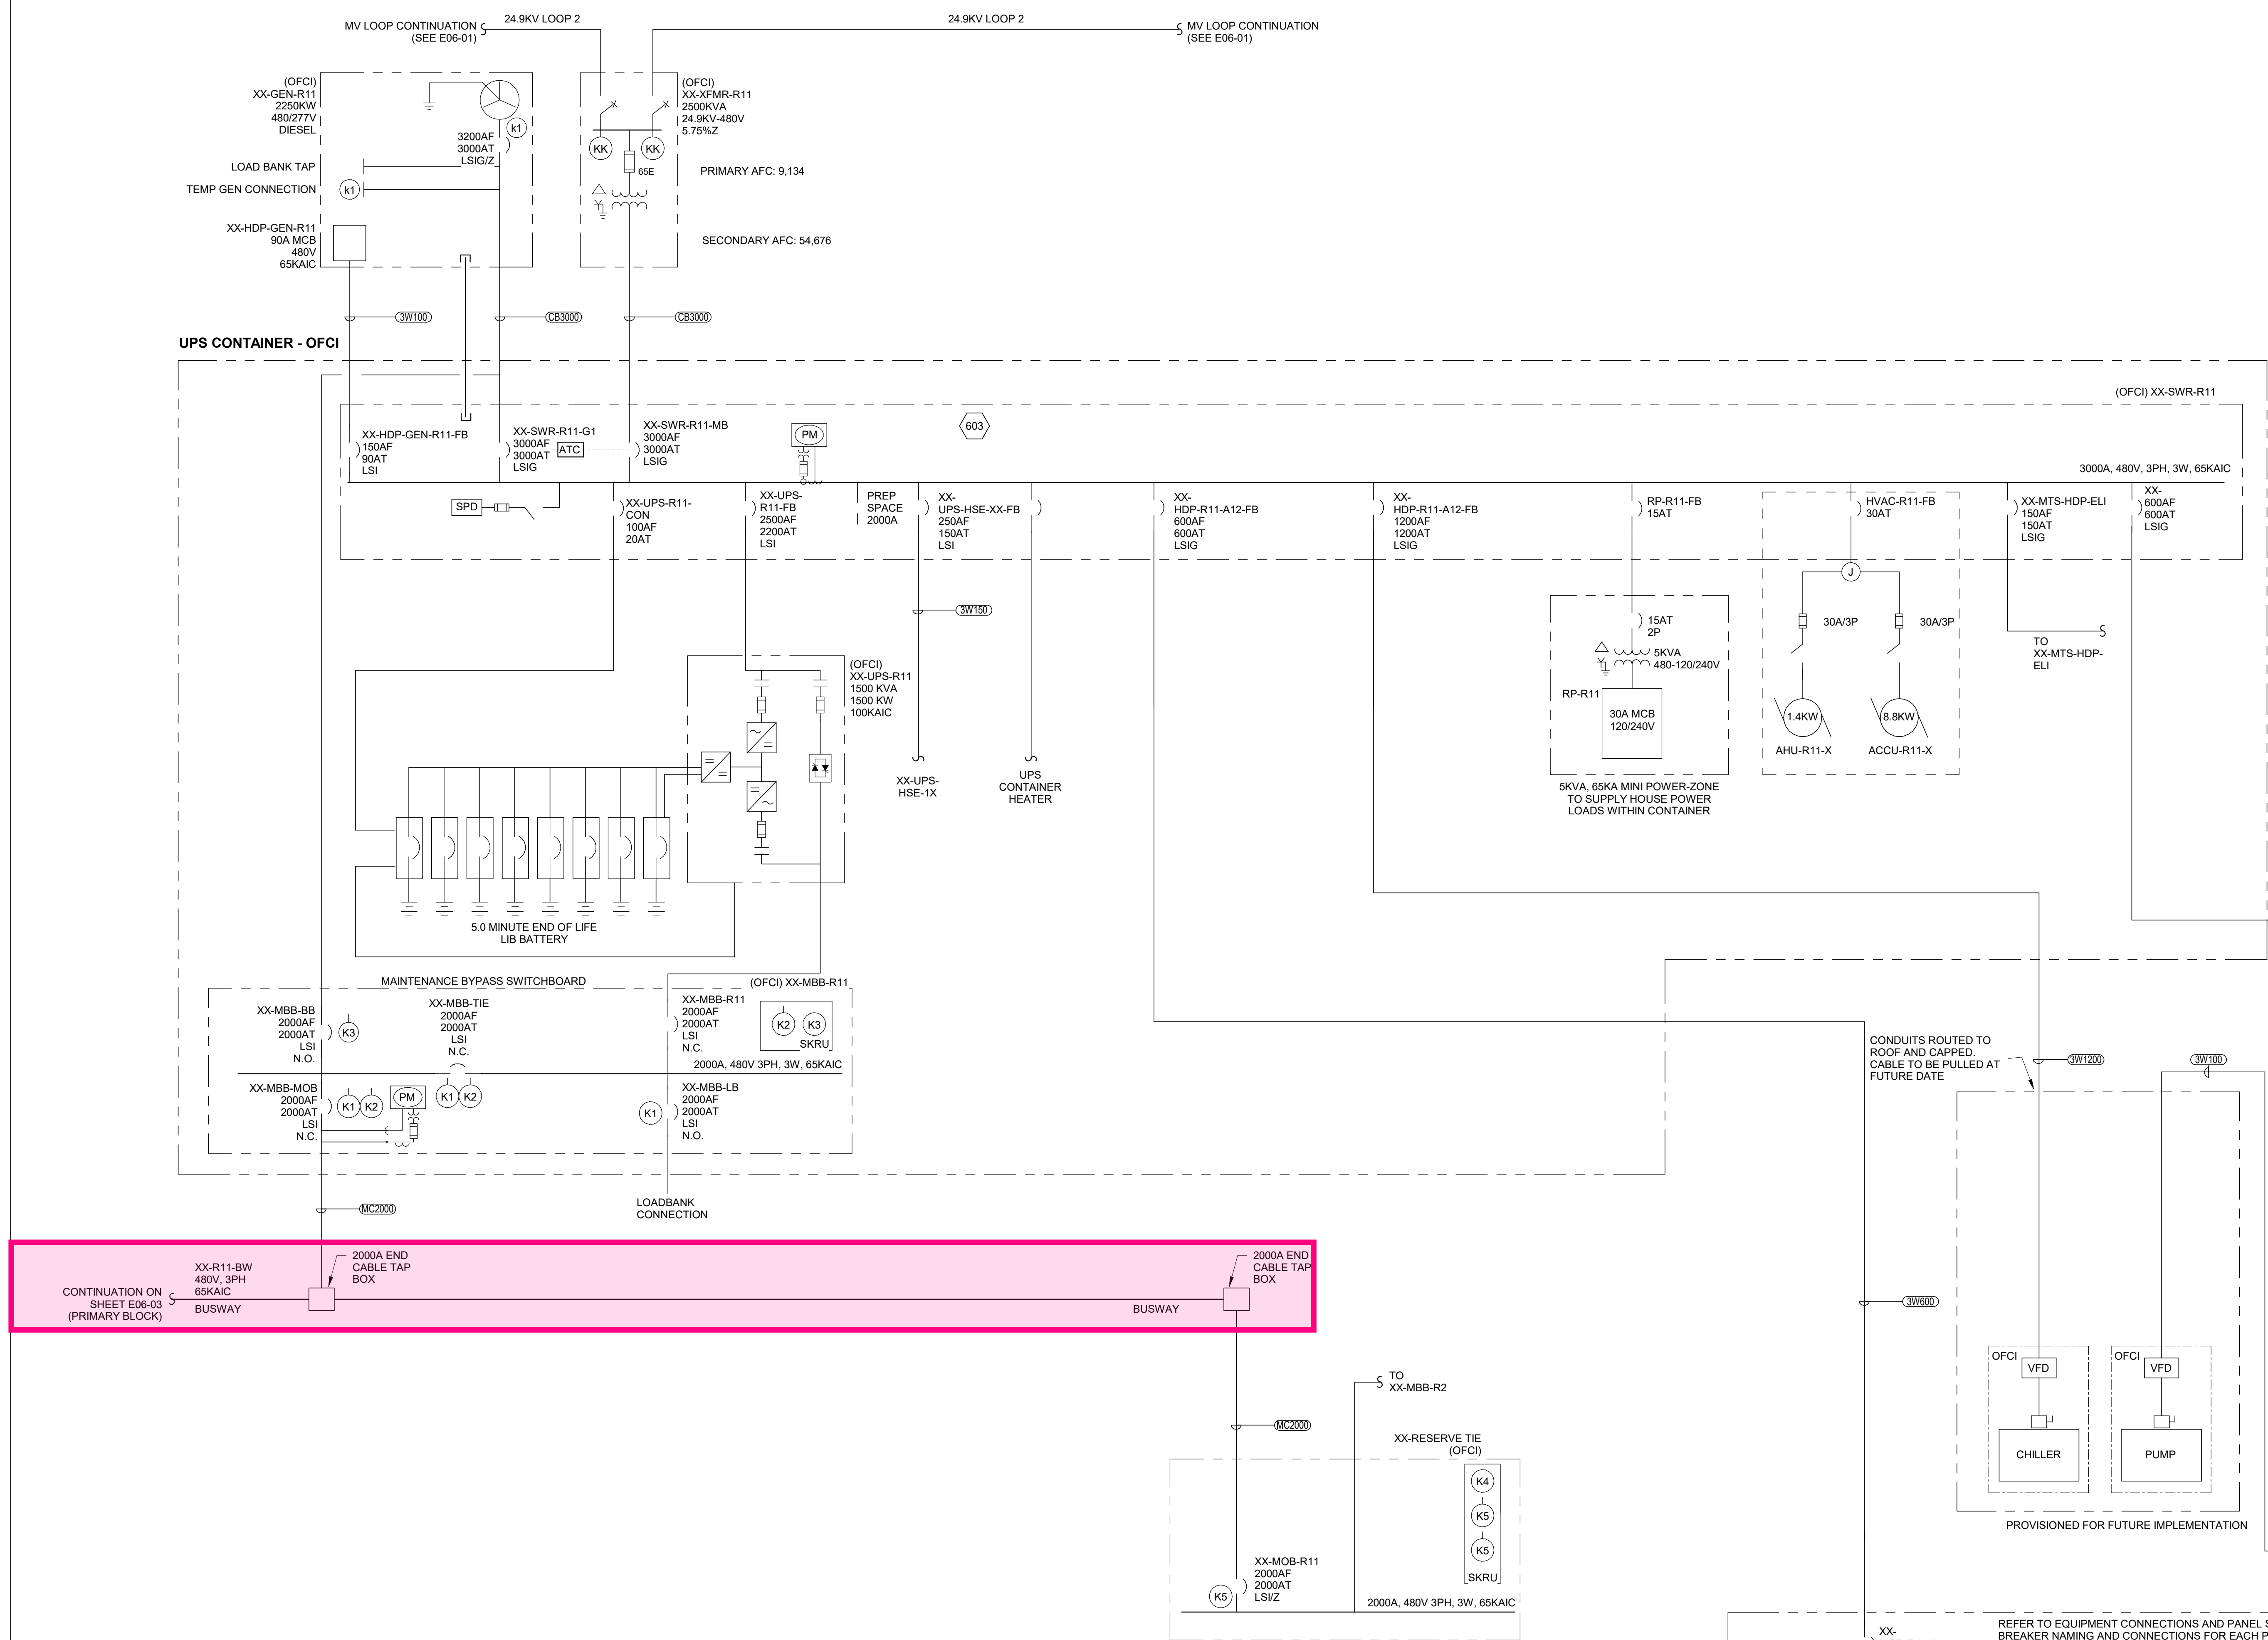 MV LOOP CONTINUATION
(SEE E06-01)
24.9KV LOOP 2
24.9KV LOOP 2
MV LOOP CONTINUATION
(SEE E06-01)
(OFCI)
XX-GEN-R11
2250KW
480/277V
DIESEL
3200AF
3000AT
LSIG/Z
k1
LOAD BANK TAP
TEMP GEN CONNECTION
k1
XX-HDP-GEN-R11
90A MCB
480V
65KAIC
(OFCI)
XX-XFMR-R11
2500KVA
24.9KV-480V
5.75%Z
KK
KK
65E
PRIMARY AFC: 9,134
SECONDARY AFC: 54,676
3W100
CB3000
CB3000
UPS CONTAINER - OFCI
(OFCI) XX-SWR-R11
XX-HDP-GEN-R11-FB
150AF
90AT
LSI
XX-SWR-R11-G1
3000AF
3000AT
LSIG
ATC
XX-SWR-R11-MB
3000AF
3000AT
LSIG
PM
603
3000A, 480V, 3PH, 3W, 65KAIC
SPD
XX-UPS-R11-
CON
100AF
20AT
XX-UPS-
R11-FB
2500AF
2200AT
LSI
PREP
SPACE
2000A
XX-
UPS-HSE-XX-FB
250AF
150AT
LSI
XX-
HDP-R11-A12-FB
600AF
600AT
LSIG
XX-
HDP-R11-A12-FB
1200AF
1200AT
LSIG
RP-R11-FB
15AT
HVAC-R11-FB
30AT
XX-MTS-HDP-ELI
150AF
150AT
LSIG
XX-
600AF
600AT
LSIG
J
3W150
15AT
2P
5KVA
480-120/240V
RP-R11
30A MCB
120/240V
5KVA, 65KA MINI POWER-ZONE
TO SUPPLY HOUSE POWER
LOADS WITHIN CONTAINER
30A/3P
30A/3P
1.4KW
8.8KW
AHU-R11-X
ACCU-R11-X
TO
XX-MTS-HDP-
ELI
(OFCI)
XX-UPS-R11
1500 KVA
1500 KW
100KAIC
XX-UPS-
HSE-1X
UPS
CONTAINER
HEATER
5.0 MINUTE END OF LIFE
LIB BATTERY
MAINTENANCE BYPASS SWITCHBOARD
(OFCI) XX-MBB-R11
XX-MBB-BB
2000AF
2000AT
LSI
N.O.
K3
XX-MBB-TIE
2000AF
2000AT
LSI
N.C.
XX-MBB-R11
2000AF
2000AT
LSI
N.C.
K2
K3
SKRU
2000A, 480V 3PH, 3W, 65KAIC
XX-MBB-MOB
2000AF
2000AT
LSI
N.C.
K1
K2
PM
K1
K2
K1
XX-MBB-LB
2000AF
2000AT
LSI
N.O.
CONDUITS ROUTED TO
ROOF AND CAPPED.
CABLE TO BE PULLED AT
FUTURE DATE
3W1200
3W100
MC2000
LOADBANK
CONNECTION
XX-R11-BW
480V, 3PH
65KAIC
BUSWAY
CONTINUATION ON
SHEET E06-03
(PRIMARY BLOCK)
2000A END
CABLE TAP
BOX
BUSWAY
2000A END
CABLE TAP
BOX
3W600
OFCI
VFD
CHILLER
OFCI
VFD
PUMP
PROVISIONED FOR FUTURE IMPLEMENTATION
TO
XX-MBB-R2
MC2000
XX-RESERVE TIE
(OFCI)
K4
K5
K5
SKRU
XX-MOB-R11
2000AF
2000AT
LSI/Z
K5
2000A, 480V 3PH, 3W, 65KAIC
REFER TO EQUIPMENT CONNECTIONS AND PANEL
BREAKER NAMING AND CONNECTIONS FOR EACH
XX-